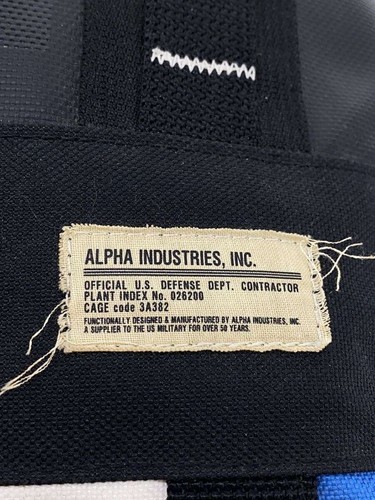 ALPHA INDUSTRIES, INC.
OFFICIAL U.S. DEFENSE DEPT. CONTRACTOR
PLANT INDEX No. 026200
CAGE code 3A382
FUNCTIONALLY DESIGNED & MANUFACTURED BY ALPHA INDUSTRIES, INC.
A SUPPLIER TO THE US MILITARY FOR OVER 50 YEARS.